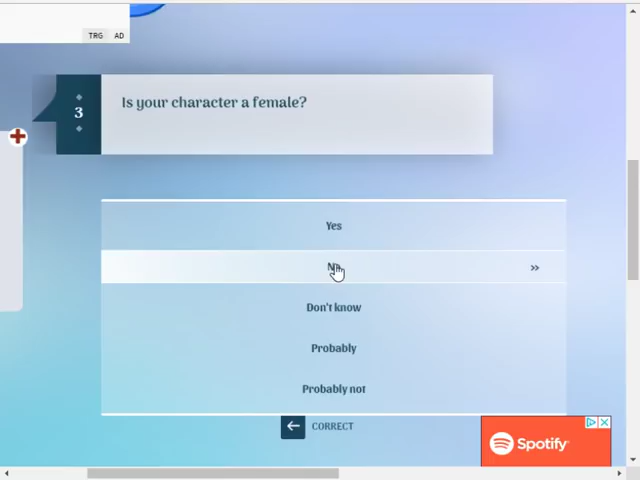 TRG AD
3
Is your character a female?
Yes
No
Don't know
Probably
Probably not
CORRECT
Spotify